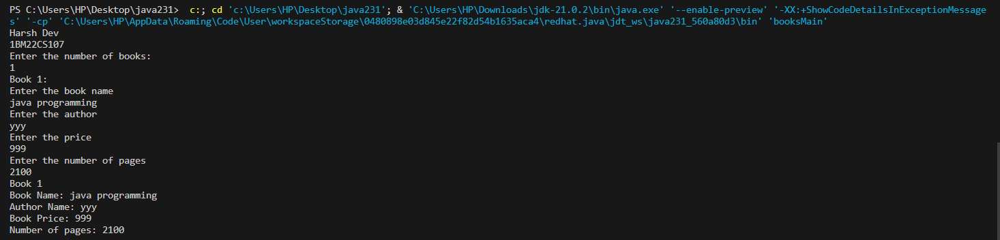 PS C:\Users\HP\Desktop\java231>  c:; cd 'c:\Users\HP\Desktop\java231'; & 'C:\Users\HP\Downloads\jdk-21.0.2\bin\java.exe' '--enable-preview' '-XX:+ShowCodeDetailsInExceptionMessage
s' '-cp' 'C:\Users\HP\AppData\Roaming\Code\User\workspaceStorage\0480898e03d845e22f82d54b1635aca4\redhat.java\jdt_ws\java231_560a80d3\bin' 'booksMain'
Harsh Dev
1BM22CS107
Enter the number of books:
1
Book 1:
Enter the book name
java programming
Enter the author
yyy
Enter the price
999
Enter the number of pages
2100
Book 1
Book Name: java programming
Author Name: yyy
Book Price: 999
Number of pages: 2100